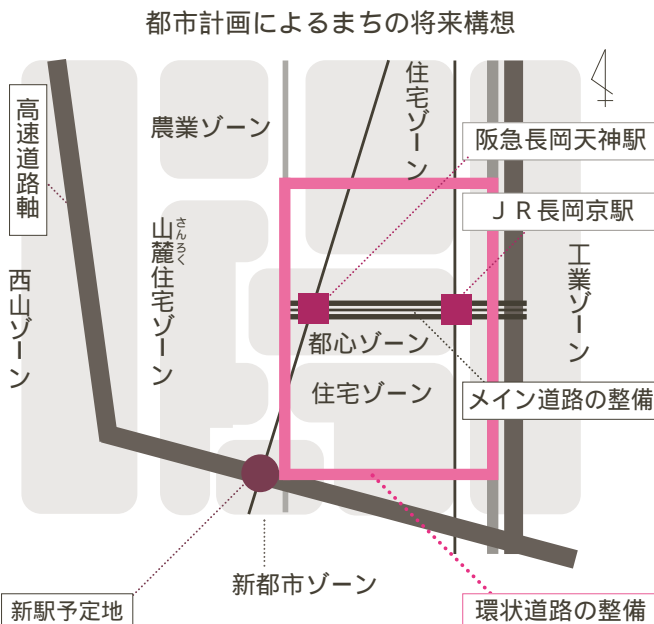 都市計画によるまちの将来構想
高速道路軸
農業ゾーン
住宅ゾーン
阪急長岡天神駅
ＪＲ長岡京駅
西山ゾーン
さんろく
山麓住宅ゾーン
工業ゾーン
都心ゾーン
住宅ゾーン
メイン道路の整備
新都市ゾーン
新駅予定地
環状道路の整備